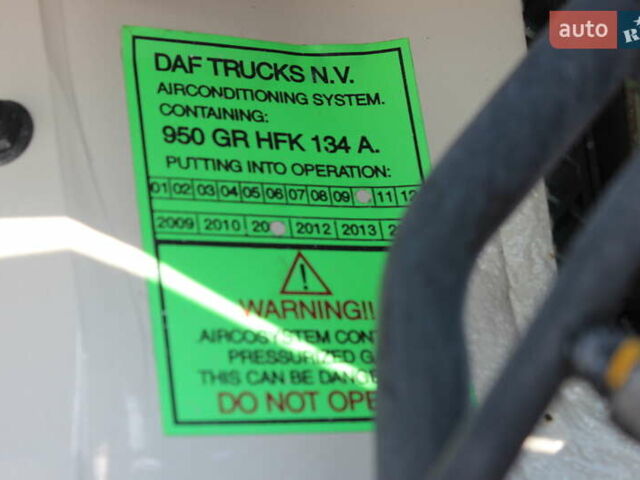 auto
DAF TRUCKS N.V.
AIRCONDITIONING SYSTEM.
CONTAINING:
950 GR HFK 134 A.
PUTTING INTO OPERATION:
01 02 03 04 05 06 07 08 09 11
2009 2010 20 2012 2013
WARNING!!
AIRCOSYSTEM
PRESSURIZED
THIS CAN BE
DO NOT